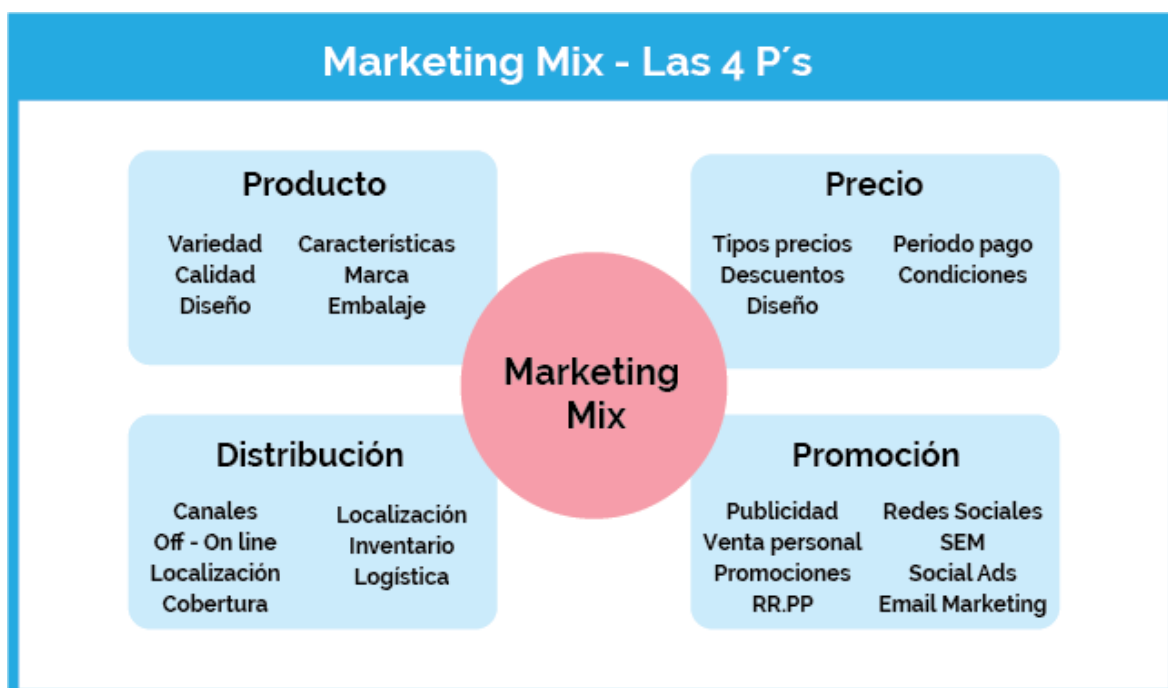 Marketing Mix - Las 4 P´s
Producto
Variedad
Calidad
Diseño
Características
Marca
Embalaje
Precio
Tipos precios
Descuentos
Diseño
Periodo pago
Condiciones
Marketing
Mix
Distribución
Canales
Off - On line
Localización
Cobertura
Localización
Inventario
Logística
Promoción
Publicidad
Venta personal
Promociones
RR.PP
Redes Sociales
SEM
Social Ads
Email Marketing